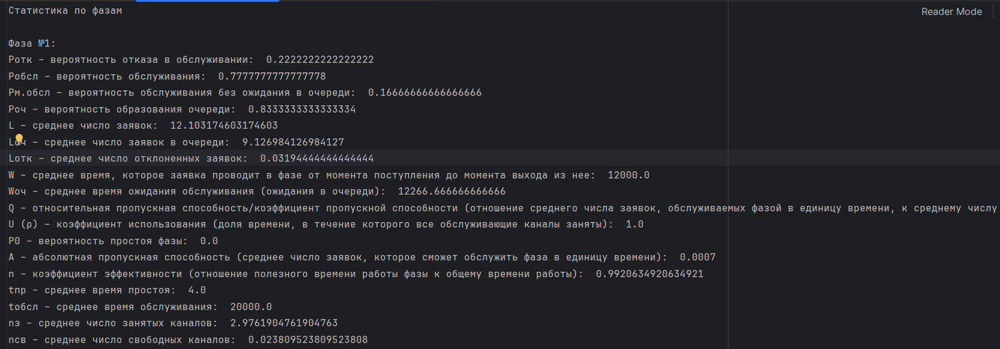 Статистика по фазам
Reader Mode
Фаза №1:
Pотк – вероятность отказа в обслуживании:  0.2222222222222222
Pобсл – вероятность обслуживания:  0.7777777777777778
Pм.обсл – вероятность обслуживания без ожидания в очереди:  0.16666666666666666
Pоч – вероятность образования очереди:  0.8333333333333334
L – среднее число заявок:  12.103174603174603
Lоч – среднее число заявок в очереди:  9.126984126984127
Lотк – среднее число отклоненных заявок:  0.03194444444444444
W – среднее время, которое заявка проводит в фазе от момента поступления до момента выхода из нее:  12000.0
Wоч – среднее время ожидания обслуживания (ожидания в очереди):  12266.666666666666
Q – относительная пропускная способность/коэффициент пропускной способности (отношение среднего числа заявок, обслуживаемых фазой в единицу времени, к среднему числу
U (ρ) – коэффициент использования (доля времени, в течение которого все обслуживающие каналы заняты):  1.0
P0 – вероятность простоя фазы:  0.0
A – абсолютная пропускная способность (среднее число заявок, которое сможет обслужить фаза в единицу времени):  0.0007
n – коэффициент эффективности (отношение полезного времени работы фазы к общему времени работы):  0.9920634920634921
tпр – среднее время простоя:  4.0
tобсл – среднее время обслуживания:  20000.0
nз – среднее число занятых каналов:  2.9761904761904763
nсв – среднее число свободных каналов:  0.023809523809523808